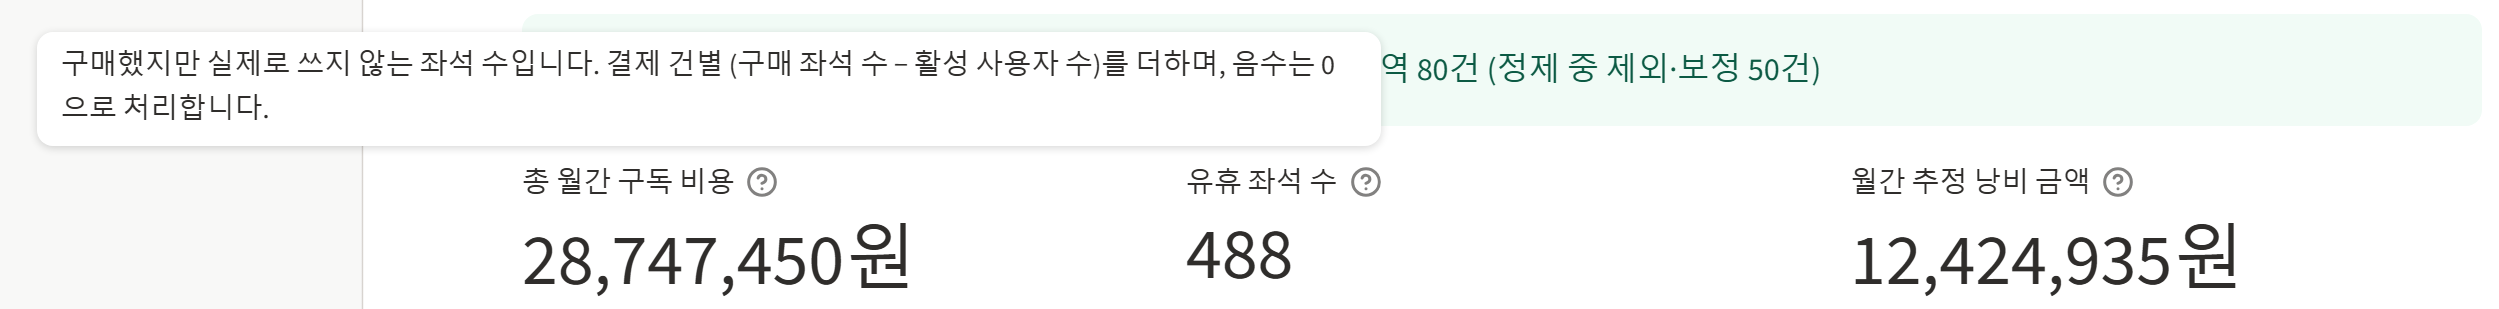 구매했지만 실제로 쓰지 않는 좌석 수입니다. 결제 건별 (구매 좌석 수 − 활성 사용자 수)를 더하며, 음수는 0
으로 처리합니다.
역 80건 (정제 중 제외·보정 50건)
총 월간 구독 비용
유휴 좌석 수
월간 추정 낭비 금액
28,747,450원
488
12,424,935원